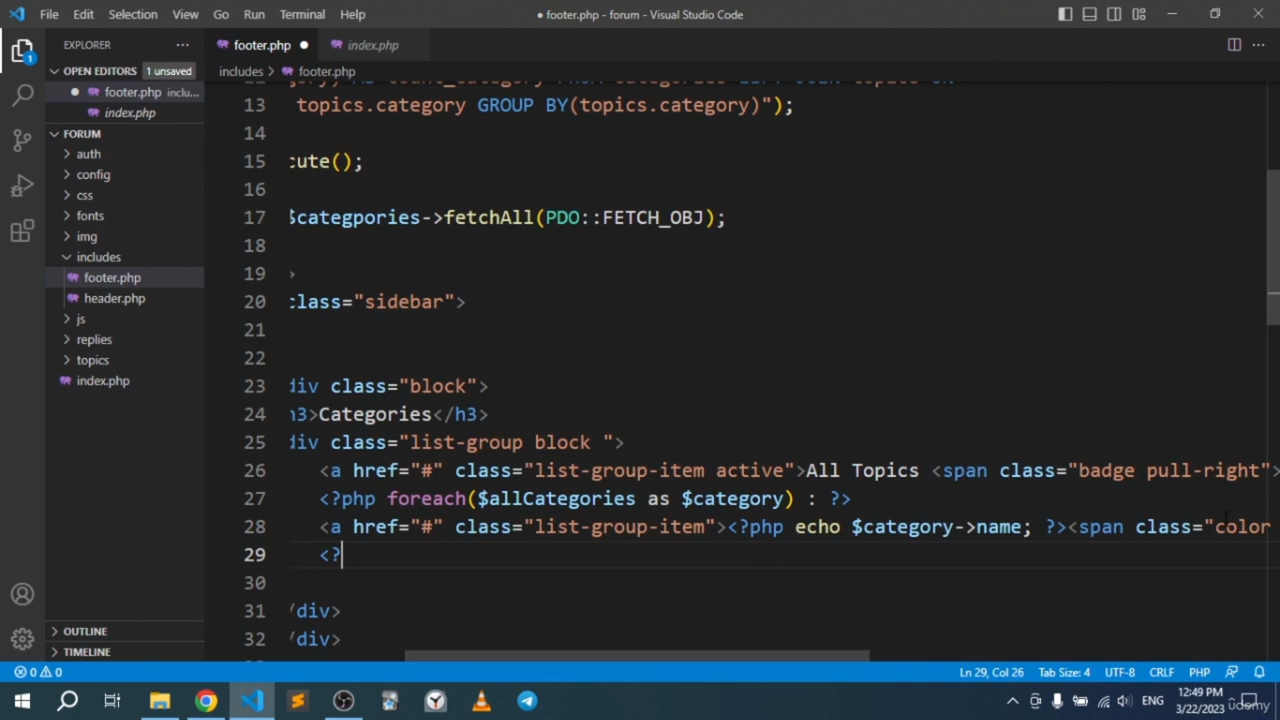 File Edit Selection View Go Run Terminal Help
● footer.php - forum - Visual Studio Code
EXPLORER
footer.php
index.php
OPEN EDITORS
1 unsaved
includes > footer.php
footer.php inclu...
index.php
FORUM
auth
config
css
fonts
img
includes
footer.php
header.php
js
replies
topics
index.php
OUTLINE
TIMELINE
13 topics.category GROUP BY(topics.category)");
14
15 cute();
16
17 $categpories->fetchAll(PDO::FETCH_OBJ);
18
19 >
20 class="sidebar">
21
22
23 div class="block">
24 h3>Categories</h3>
25 div class="list-group block ">
26 <a href="#" class="list-group-item active">All Topics <span class="badge pull-right">
27 <?php foreach($allCategories as $category) : ?>
28 <a href="#" class="list-group-item"><?php echo $category->name; ?><span class="color
29 <?
30
31 /div>
32 /div>
0 0
Ln 29, Col 26 Tab Size: 4 UTF-8 CRLF PHP
ENG
12:49 PM
3/22/2023
udemy